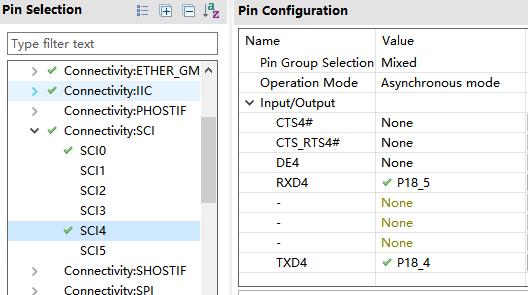 Pin Selection
Type filter text
Connectivity:ETHER_GM
Connectivity:IIC
Connectivity:PHOSTIF
Connectivity:SCI
SCI0
SCI1
SCI2
SCI3
SCI4
SCI5
Connectivity:SHOSTIF
Connectivity:SPI
Pin Configuration
Name Value
Pin Group Selection Mixed
Operation Mode Asynchronous mode
Input/Output
CTS4# None
CTS_RTS4# None
DE4 None
RXD4 P18_5
- None
- None
- None
TXD4 P18_4